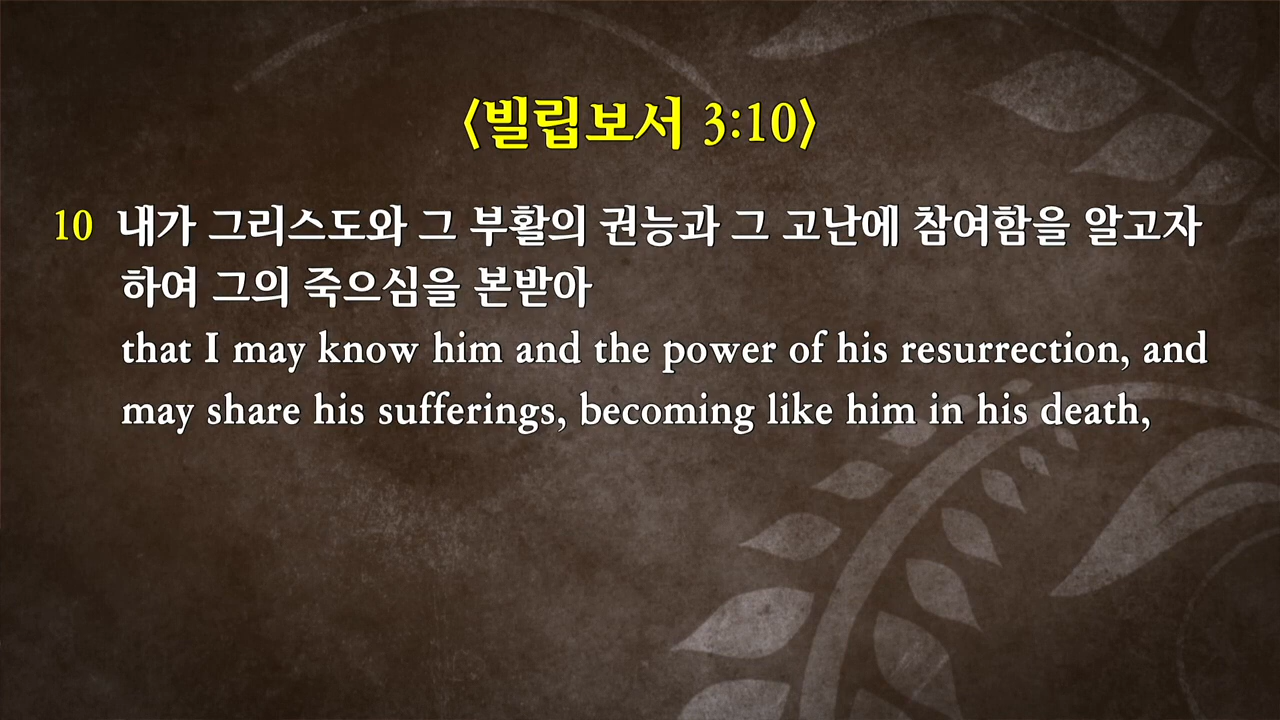 〈빌립보서 3:10〉
10 내가 그리스도와 그 부활의 권능과 그 고난에 참여함을 알고자
하여 그의 죽으심을 본받아
that I may know him and the power of his resurrection, and
may share his sufferings, becoming like him in his death,